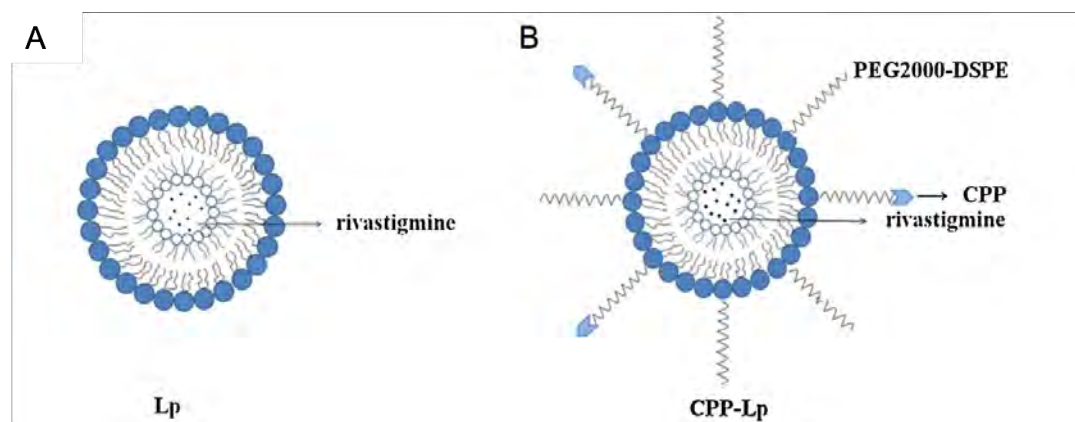 A
B
PEG2000-DSPE
CPP
rivastigmine
rivastigmine
Lp
CPP-Lp